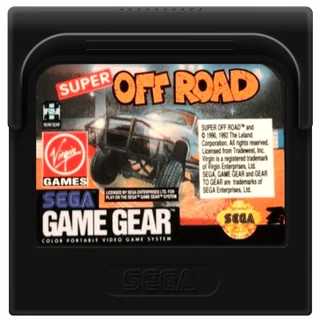 SUPER OFF ROAD
GAME GEAR
Virgin
GAMES
SUPER OFF ROAD™ and
© 1990, 1992 The Leland
Corporation. All rights reserved.
Licensed from Tradewest, Inc.
Virgin is a registered trademark
of Virgin Enterprises, Ltd.
SEGA, GAME GEAR and GEAR
TO GEAR are trademarks of
SEGA Enterprises, Ltd.
LICENSED BY SEGA ENTERPRISES LTD. FOR
PLAY ON THE SEGA GAME GEAR™ SYSTEM
SEGA
GAME GEAR™
COLOR PORTABLE VIDEO GAME SYSTEM
SEGA
SEGA